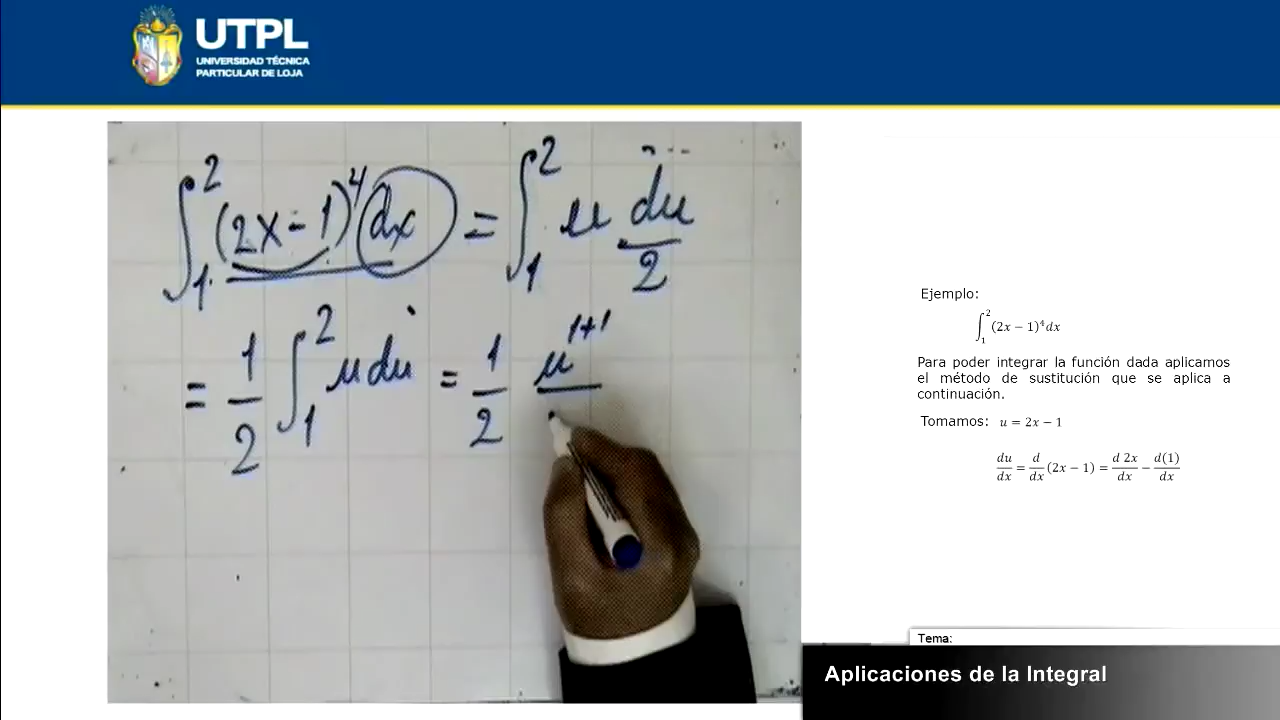 UTPL
UNIVERSIDAD TÉCNICA
PARTICULAR DE LOJA
∫₁² (2x - 1)⁴ dx = ∫₁² u du/2
= 1/2 ∫₁² u du = 1/2 u¹⁺¹
Ejemplo:
∫₁² (2x − 1)⁴ dx
Para poder integrar la función dada aplicamos
el método de sustitución que se aplica a
continuación.
Tomamos: u = 2x − 1
du/dx = d/dx (2x − 1) = d 2x/dx − d(1)/dx
Tema:
Aplicaciones de la Integral